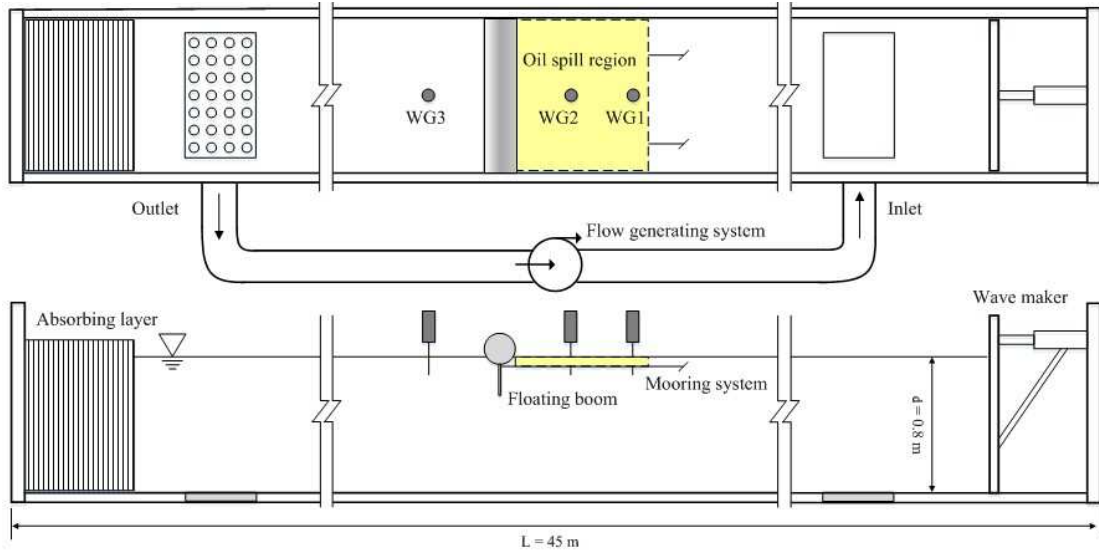 Oil spill region
WG3
WG2
WG1
Outlet
Inlet
Flow generating system
Wave maker
Absorbing layer
Mooring system
Floating boom
d = 0.8 m
L = 45 m